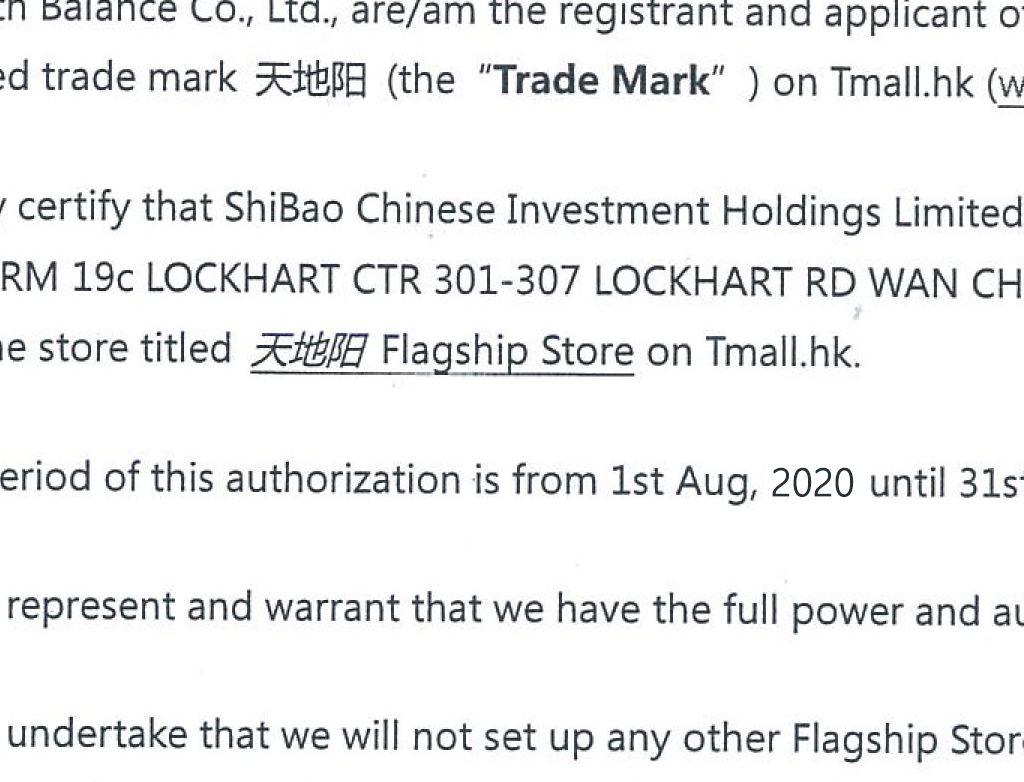 h Balance Co., Ltd., are/am the registrant and applicant o
ed trade mark 天地阳 (the “Trade Mark” ) on Tmall.hk (w
y certify that ShiBao Chinese Investment Holdings Limited
RM 19c LOCKHART CTR 301-307 LOCKHART RD WAN CH
e store titled 天地阳 Flagship Store on Tmall.hk.
eriod of this authorization is from 1st Aug, 2020 until 31st
represent and warrant that we have the full power and au
undertake that we will not set up any other Flagship Store